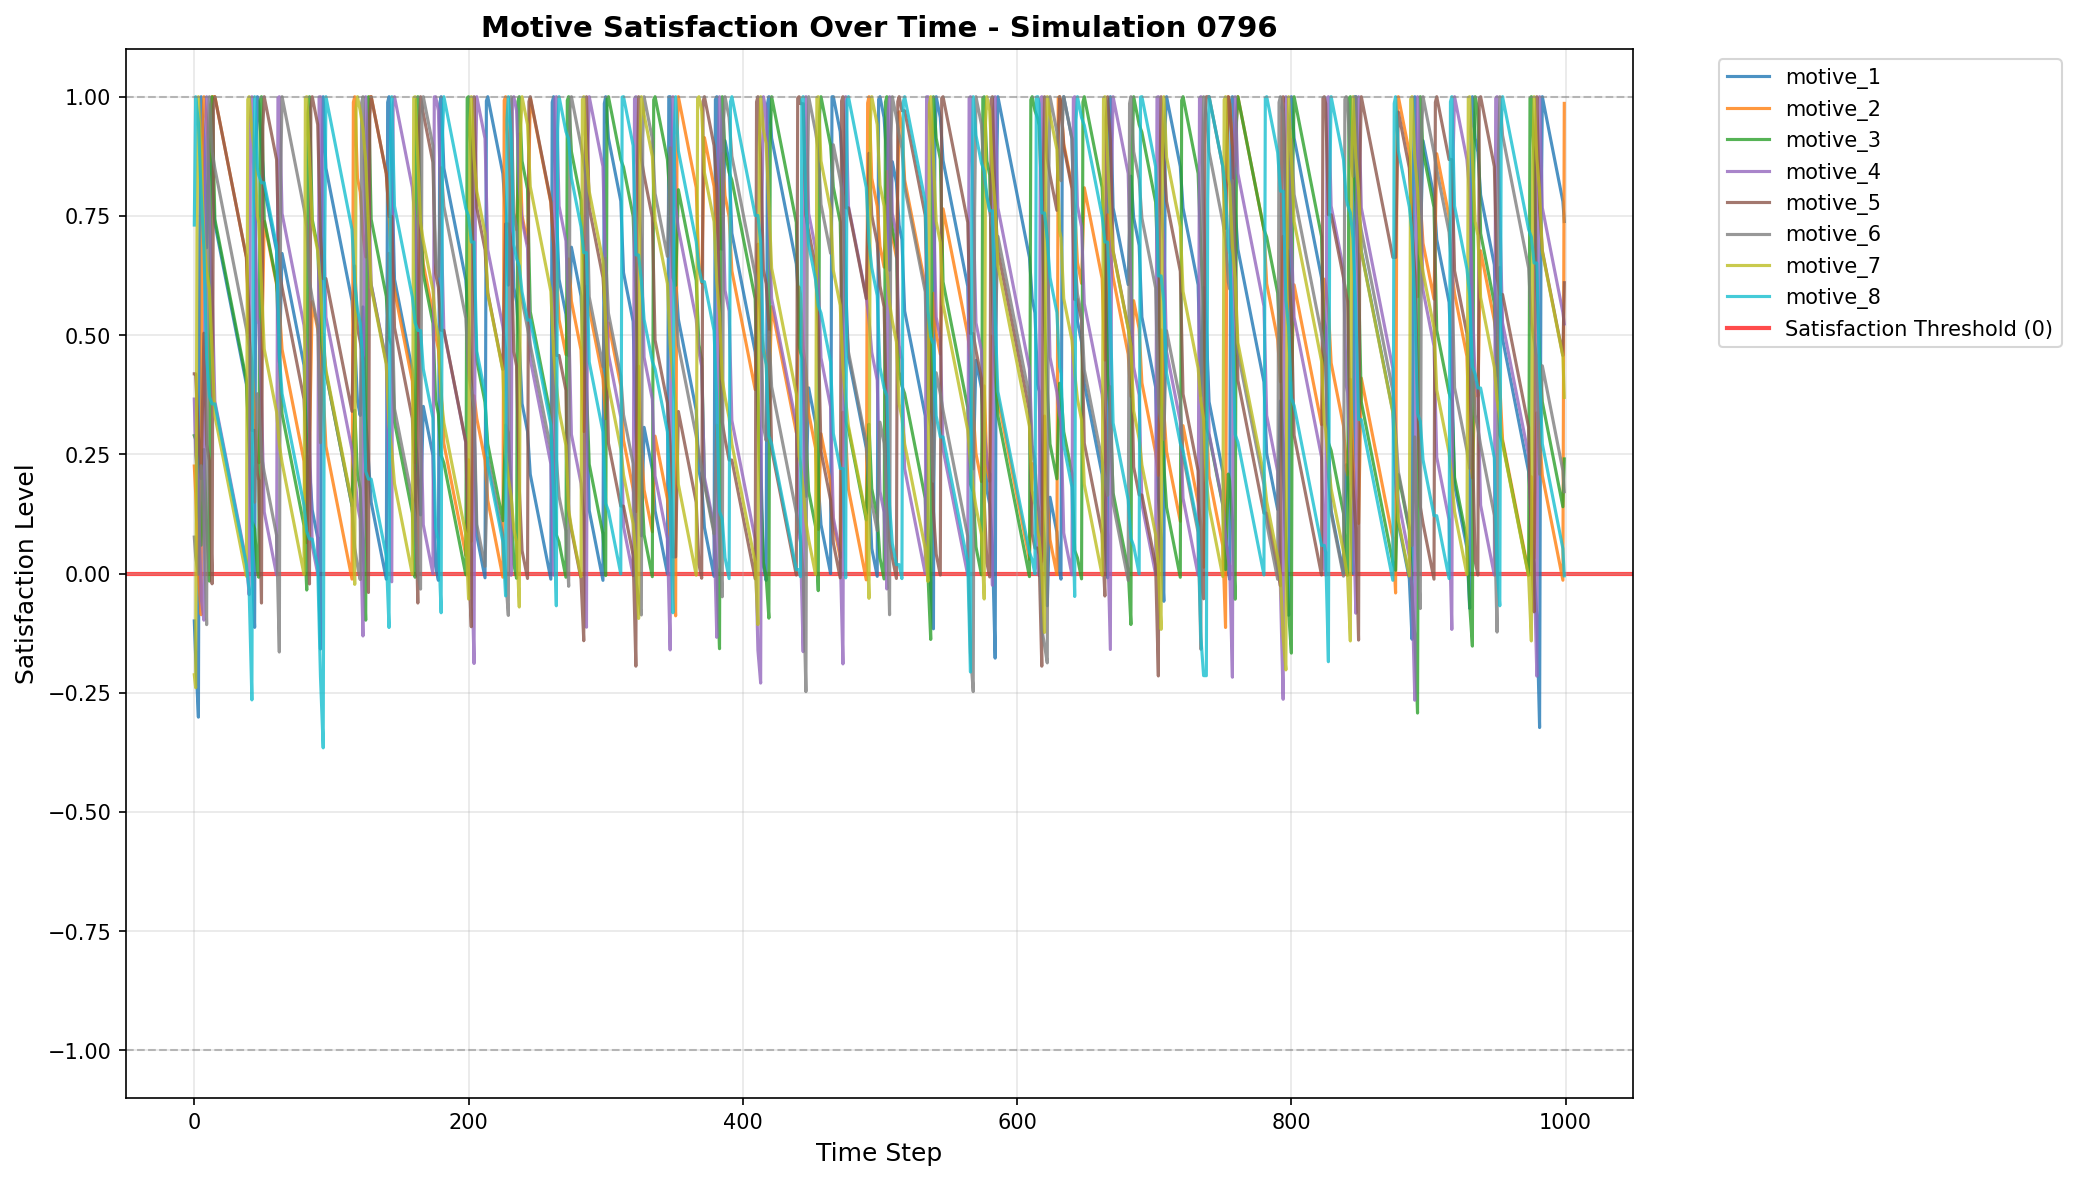 Motive Satisfaction Over Time - Simulation 0796
1.00
0.75
0.50
0.25
0.00
−0.25
−0.50
−0.75
−1.00
Satisfaction Level
0 200 400 600 800 1000
Time Step
motive_1
motive_2
motive_3
motive_4
motive_5
motive_6
motive_7
motive_8
Satisfaction Threshold (0)